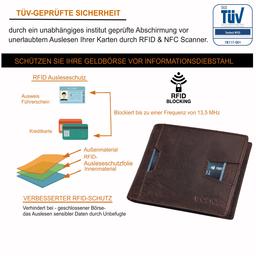 TÜV-GEPRÜFTE SICHERHEIT
durch ein unabhängiges institut geprüfte Abschirmung vor
unerlaubtem Auslesen Ihrer Karten durch RFID & NFC Scanner.
SGS
TÜV
SAAR
SCHÜTZEN SIE IHR GELDBÖRSE VOR INFORMATIONSDIEBSTAHL
RFID Ausleseschutz
Ausweis
Führerschein
Kreditkarte
RFID
BLOCKING
Blockiert bis zu einer Frequenz von 13,5 MHz
Außenmaterial
RFID-
Ausleseschutzfolie
Innenmaterial
VERBESSERTER RFID-SCHUTZ
Verhindert bei - geschlossener Börse-
das Auslesen sensibler Daten durch Unbefugte